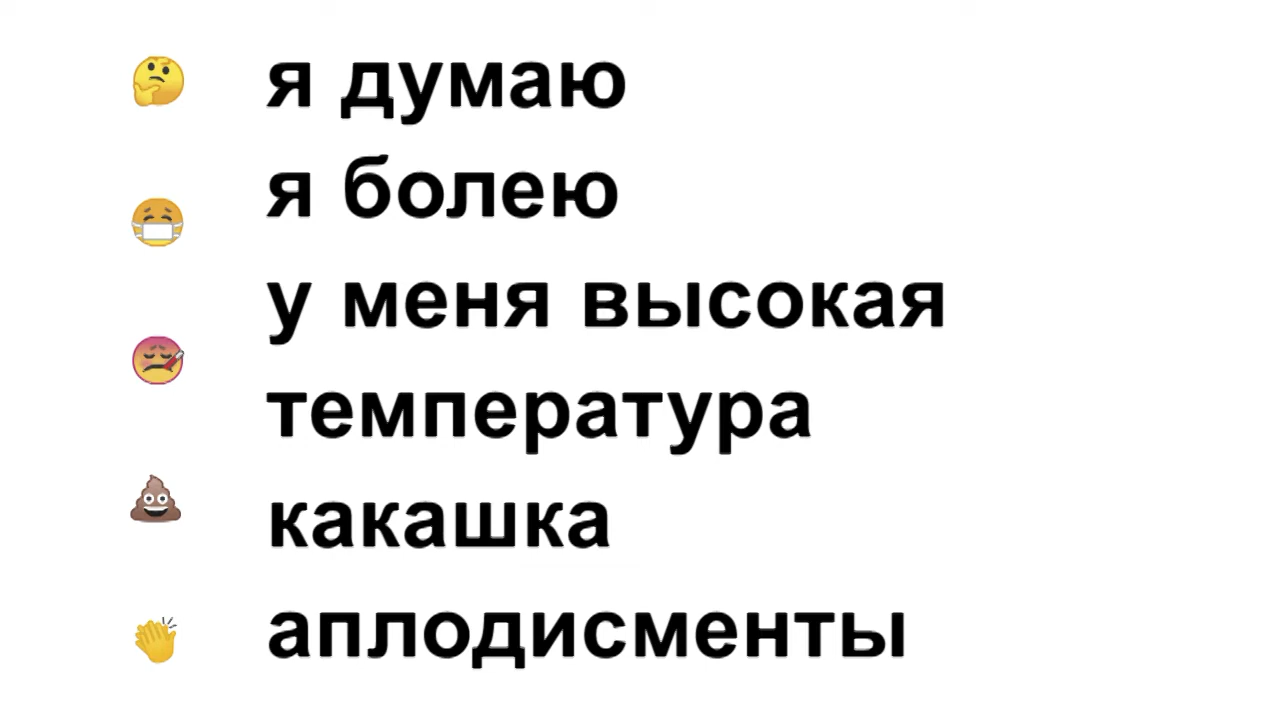 я думаю
я болею
у меня высокая
температура
какашка
аплодисменты